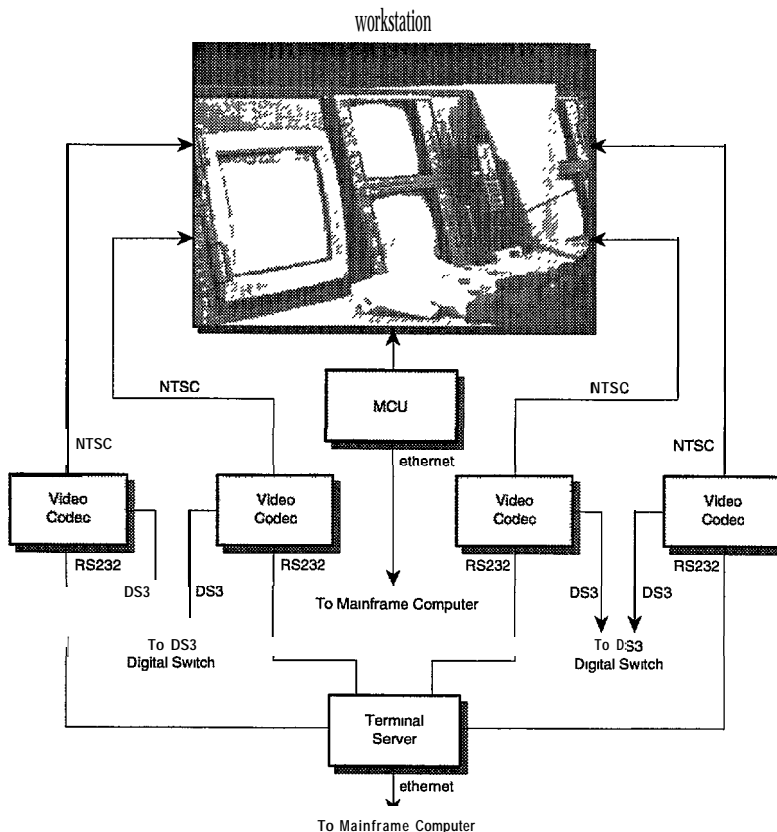 workstation
NTSC
NTSC
MCU
NTSC
NTSC
ethernet
Video
Codec
Video
Codec
Video
Codec
Video
Codec
RS232
RS232
RS232
RS232
DS3
DS3
DS3
DS3
To Mainframe Computer
To DS3
Digital Switch
To DS3
Digital Switch
Terminal
Server
ethernet
To Mainframe Computer